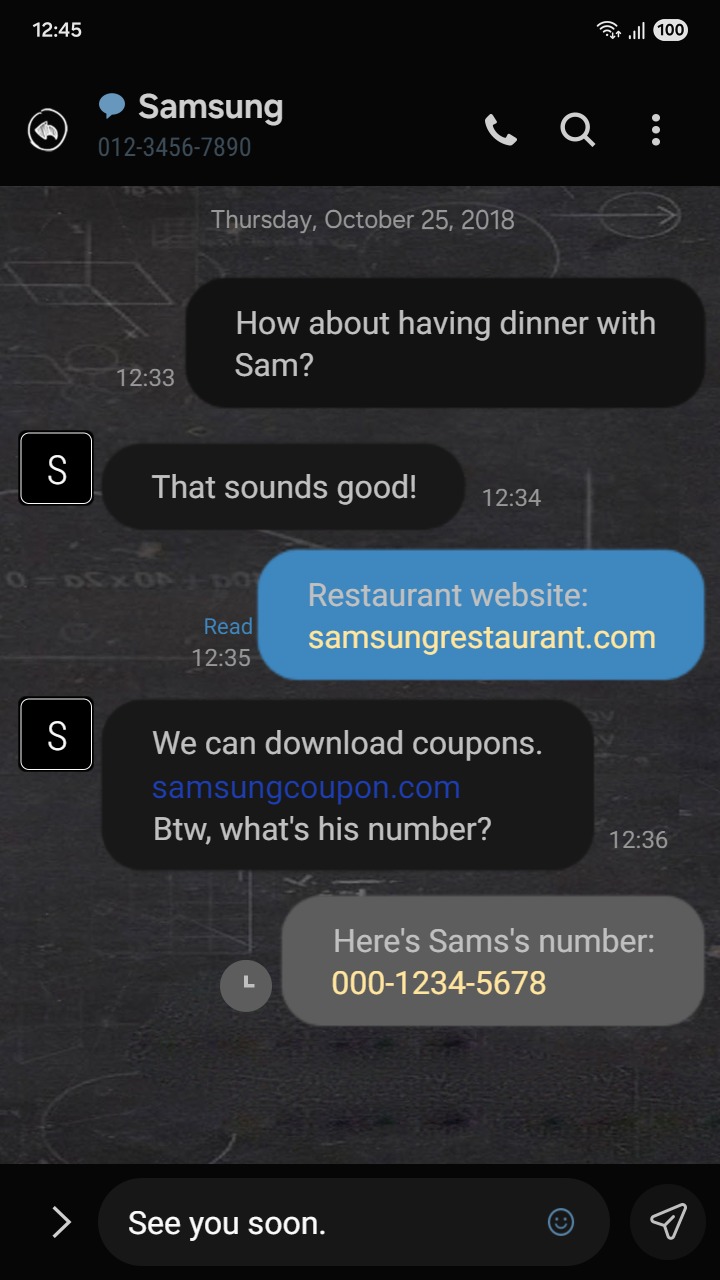 12:45
100
Samsung
012-3456-7890
Thursday, October 25, 2018
How about having dinner with
Sam?
12:33
S
That sounds good!
12:34
Restaurant website:
samsungrestaurant.com
Read
12:35
S
We can download coupons.
samsungcoupon.com
Btw, what's his number?
12:36
Here's Sams's number:
000-1234-5678
See you soon.